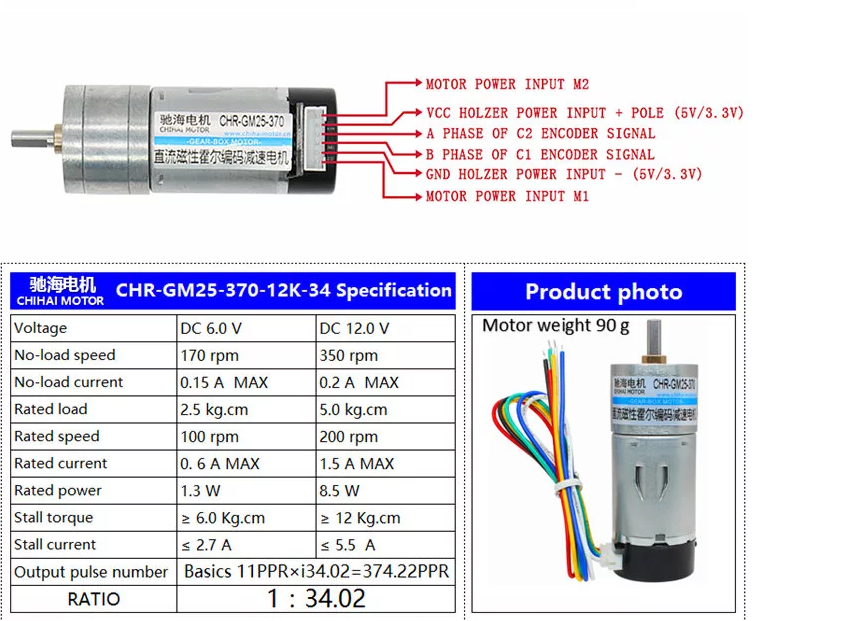 MOTOR POWER INPUT M2
VCC HOLZER POWER INPUT + POLE (5V/3.3V)
A PHASE OF C2 ENCODER SIGNAL
B PHASE OF C1 ENCODER SIGNAL
GND HOLZER POWER INPUT - (5V/3.3V)
MOTOR POWER INPUT M1
驰海电机 CHR-GM25-370
CHIHAI MOTOR www.chihaimotor.cn
-GEAR-BOX MOTOR-
直流磁性霍尔编码减速电机
驰海电机
CHIHAI MOTOR
CHR-GM25-370-12K-34 Specification
Voltage DC 6.0 V DC 12.0 V
No-load speed 170 rpm 350 rpm
No-load current 0.15 A MAX 0.2 A MAX
Rated load 2.5 kg.cm 5.0 kg.cm
Rated speed 100 rpm 200 rpm
Rated current 0. 6 A MAX 1.5 A MAX
Rated power 1.3 W 8.5 W
Stall torque ≥ 6.0 Kg.cm ≥ 12 Kg.cm
Stall current ≤ 2.7 A ≤ 5.5 A
Output pulse number Basics 11PPR×i34.02=374.22PPR
RATIO 1：34.02
Product photo
Motor weight 90 g
驰海电机 CHR-GM25-370
CHIHAI MOTOR
-GEAR-BOX MOTOR-
直流磁性霍尔编码减速电机